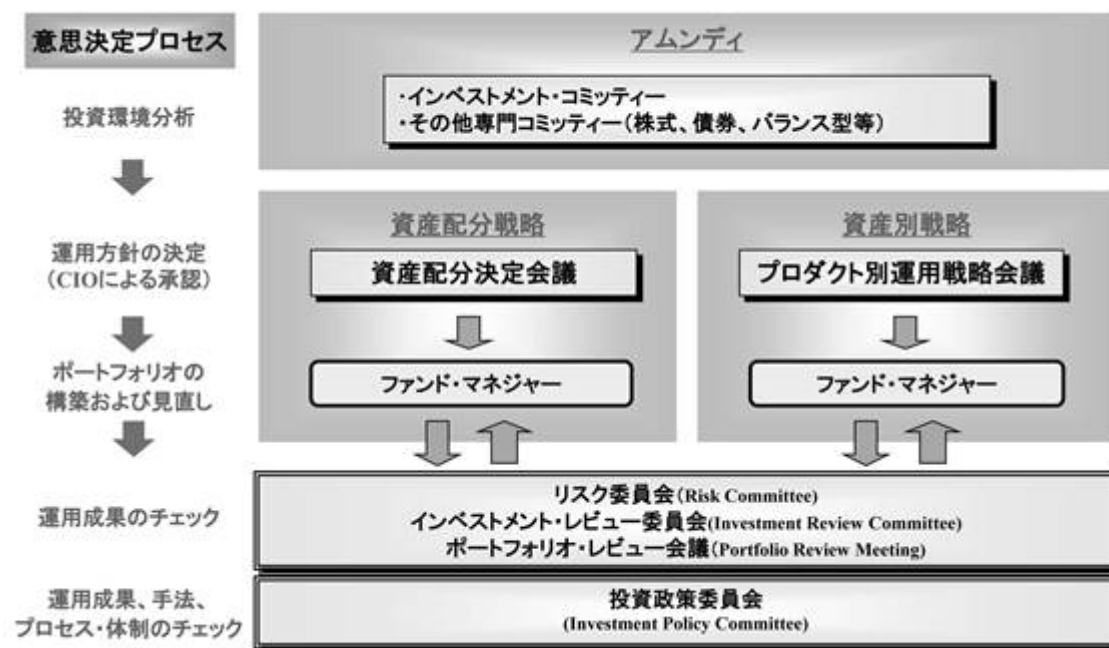 意思決定プロセス
アムンディ
・インベストメント・コミッティー
・その他専門コミッティー(株式、債券、バランス型等)
投資環境分析
資産配分戦略
資産別戦略
運用方針の決定
(CIOによる承認)
資産配分決定会議
プロダクト別運用戦略会議
ポートフォリオの
構築および見直し
ファンド・マネジャー
ファンド・マネジャー
運用成果のチェック
リスク委員会(Risk Committee)
インベストメント・レビュー委員会(Investment Review Committee)
ポートフォリオ・レビュー会議(Portfolio Review Meeting)
運用成果、手法、
プロセス・体制のチェック
投資政策委員会
(Investment Policy Committee)